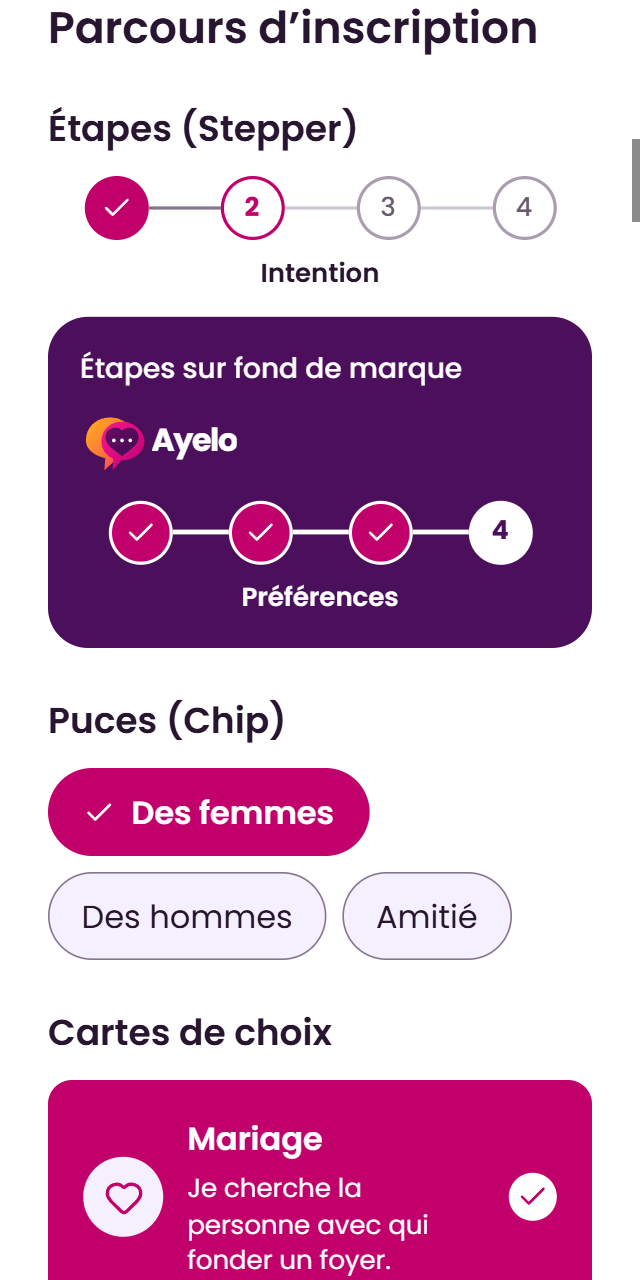 Parcours d’inscription
Étapes (Stepper)
2 3 4
Intention
Étapes sur fond de marque
Ayelo
4
Préférences
Puces (Chip)
Des femmes
Des hommes Amitié
Cartes de choix
Mariage
Je cherche la
personne avec qui
fonder un foyer.